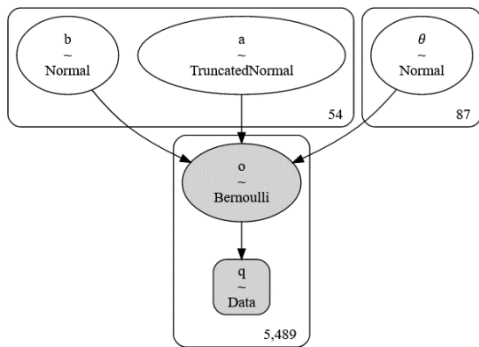 b
~
Normal
a
~
TruncatedNormal
θ
~
Normal
54
87
o
~
Bernoulli
q
~
Data
5,489